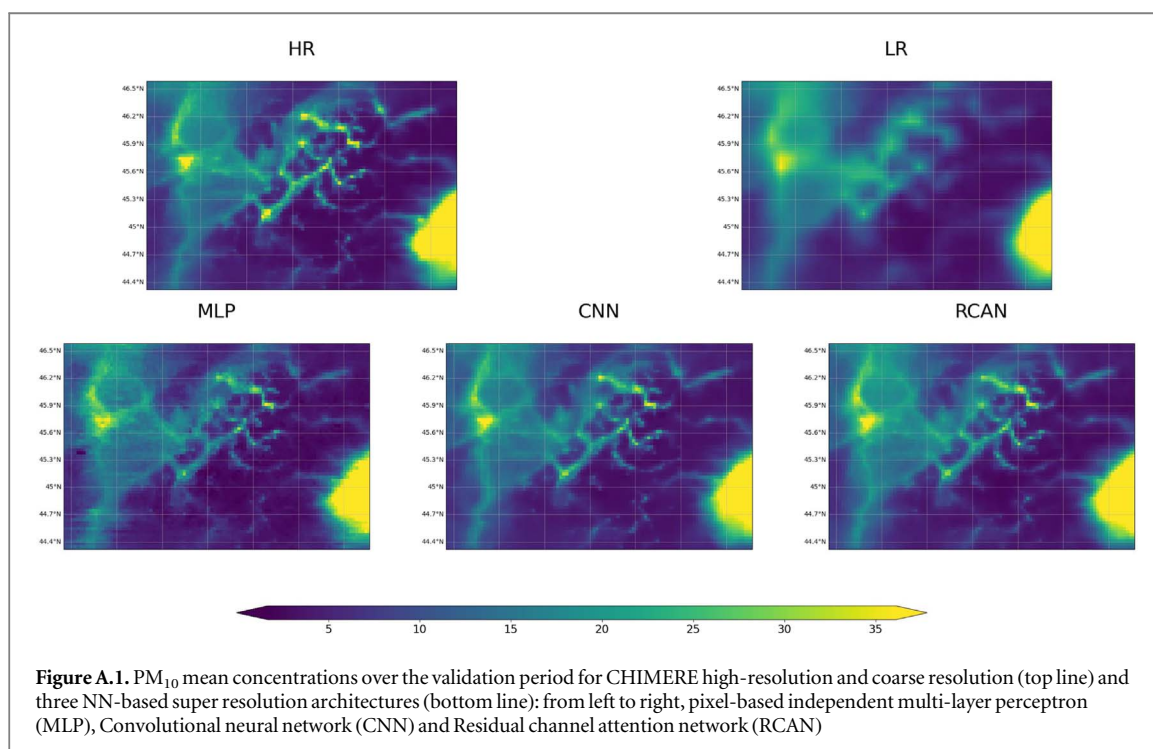 HR
LR
46.5°N
46.2°N
45.9°N
45.6°N
45.3°N
45°N
44.7°N
44.4°N
46.5°N
46.2°N
45.9°N
45.6°N
45.3°N
45°N
44.7°N
44.4°N
MLP
CNN
RCAN
46.5°N
46.2°N
45.9°N
45.6°N
45.3°N
45°N
44.7°N
44.4°N
46.5°N
46.2°N
45.9°N
45.6°N
45.3°N
45°N
44.7°N
44.4°N
46.5°N
46.2°N
45.9°N
45.6°N
45.3°N
45°N
44.7°N
44.4°N
5 10 15 20 25 30 35
Figure A.1. PM₁₀ mean concentrations over the validation period for CHIMERE high-resolution and coarse resolution (top line) and
three NN-based super resolution architectures (bottom line): from left to right, pixel-based independent multi-layer perceptron
(MLP), Convolutional neural network (CNN) and Residual channel attention network (RCAN)